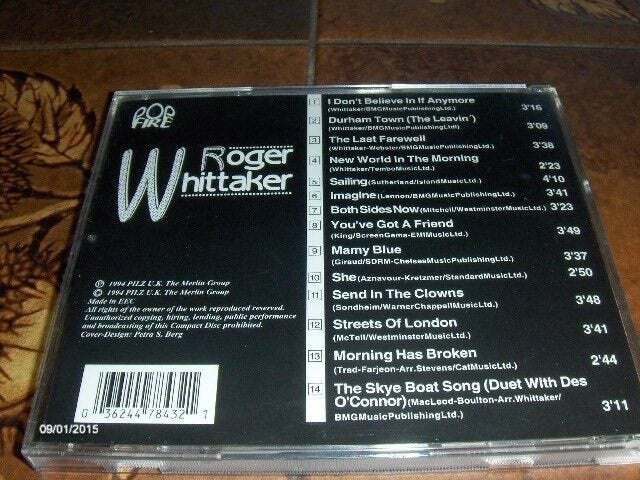 POP
FIRE
Roger
Whittaker
℗ 1994 PILZ U.K. The Merlin Group
© 1994 PILZ U.K. The Merlin Group
Made in EEC
All rights of the owner of the work reproduced reserved.
Unauthorized copying, hiring, lending, public performance
and broadcasting of this Compact Disc prohibited.
Cover-Design: Petra S. Berg
0 36244 78432 1
1 I Don't Believe in If Anymore
(Whittaker/BMGMusicPublishingLtd.) 3'16
2 Durham Town (The Leavin')
(Whittaker/BMGMusicPublishingLtd) 3'09
3 The Last Farewell
(Whittaker-Webster/BMGMusicPublishingLtd.) 3'38
4 New World In The Morning
(Whittaker/TemboMusicLtd.) 2'23
5 Sailing (Sutherland/IslandMusicLtd.) 4'10
6 Imagine (Lennon/BMGMusicPublishingLtd.) 3'41
7 Both Sides Now (Mitchell/WestminsterMusicLtd.) 3'23
8 You've Got A Friend
(King/ScreenGems-EMIMusicLtd.) 3'49
9 Mamy Blue
(Giraud/SDRM-ChelseaMusicPublishingLtd.) 3'37
10 She (Aznavour-Kretzmer/StandardMusicLtd.) 2'50
11 Send In The Clowns
(Sondheim/WarnerChappellMusicLtd.) 3'48
12 Streets Of London
(McTell/WestminsterMusicLtd.) 3'41
13 Morning Has Broken
(Trad-Farjeon-Arr.Stevens/CatMusicLtd.) 2'44
14 The Skye Boat Song (Duet With Des
O'Connor) (MacLeod-Boulton-Arr.Whittaker/
BMGMusicPublishingLtd.) 3'11
09/01/2015